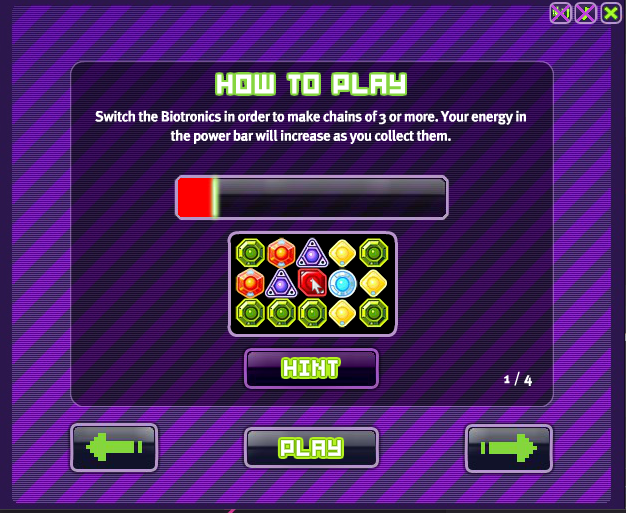 HOW TO PLAY
Switch the Biotronics in order to make chains of 3 or more. Your energy in
the power bar will increase as you collect them.
HINT
1 / 4
PLAY